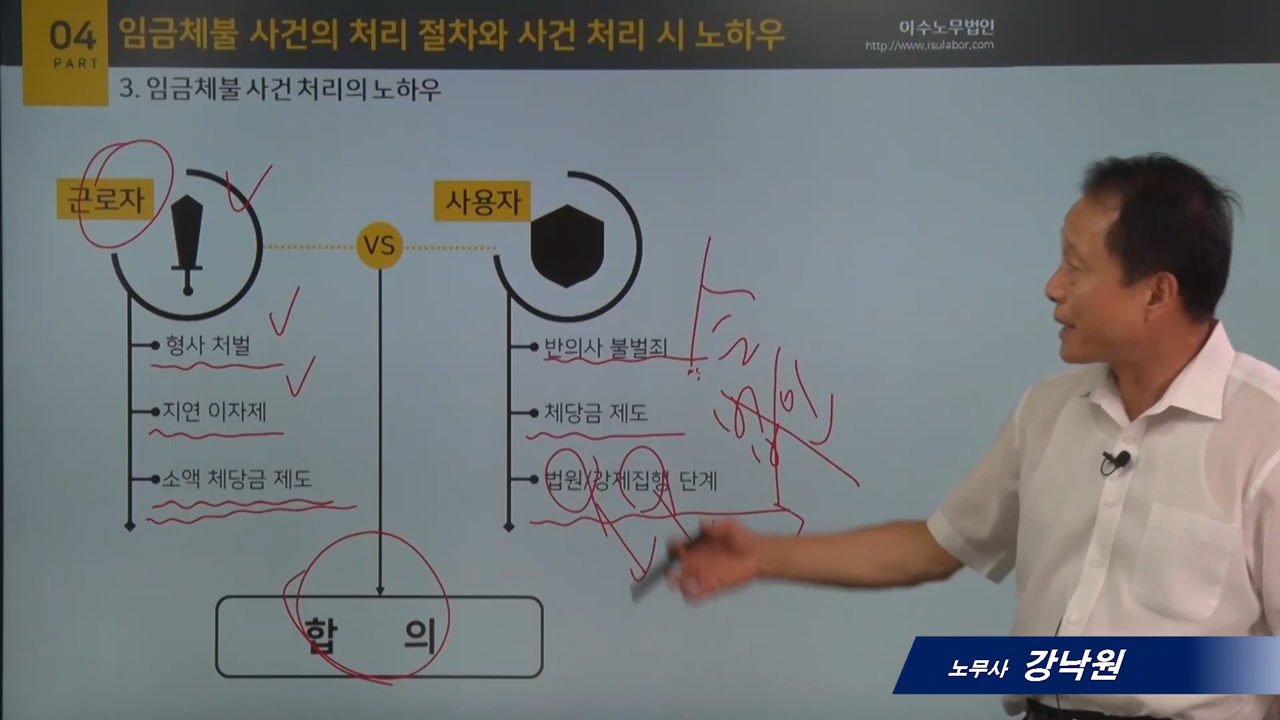 04
PART
임금체불 사건의 처리 절차와 사건 처리 시 노하우
이수노무법인
http://www.isulabor.com
3. 임금체불 사건 처리의 노하우
근로자
VS
사용자
형사 처벌
지연 이자제
소액 체당금 제도
반의사 불벌죄
체당금 제도
법원/강제집행 단계
합 의
노무사 강낙원